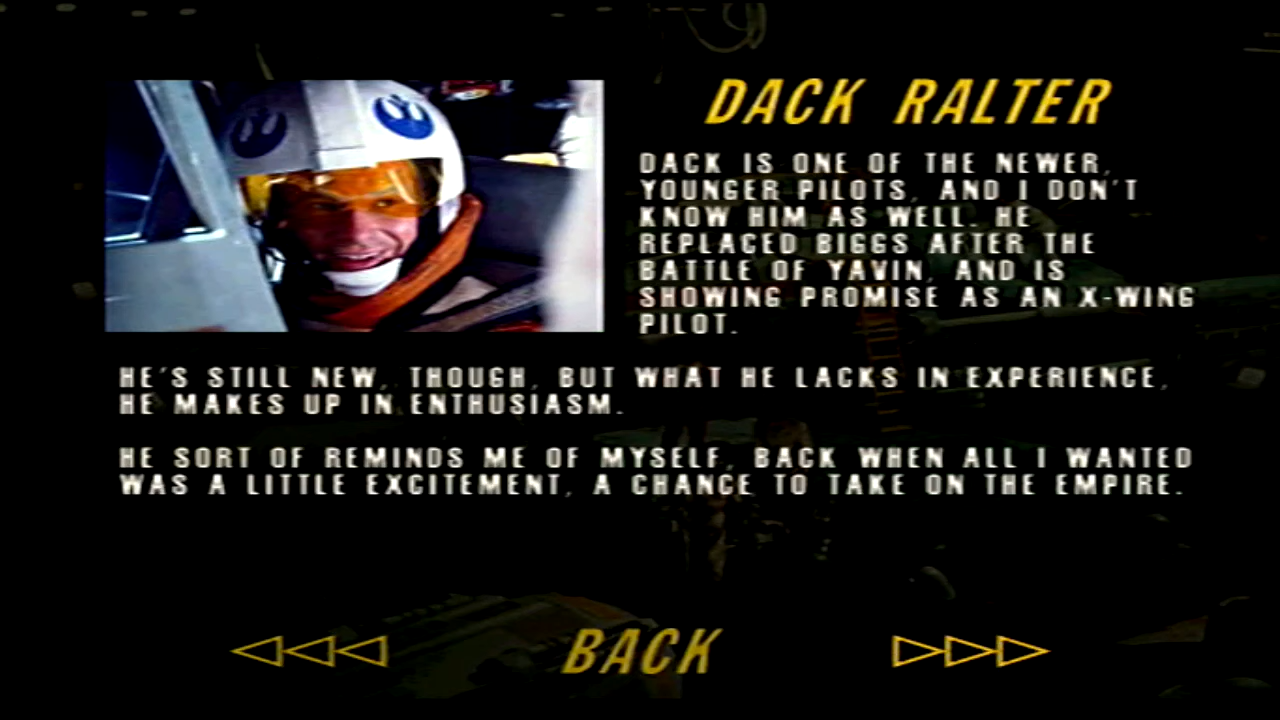 DACK RALTER
DACK IS ONE OF THE NEWER,
YOUNGER PILOTS, AND I DON'T
KNOW HIM AS WELL. HE
REPLACED BIGGS AFTER THE
BATTLE OF YAVIN, AND IS
SHOWING PROMISE AS AN X-WING
PILOT.
HE'S STILL NEW, THOUGH, BUT WHAT HE LACKS IN EXPERIENCE,
HE MAKES UP IN ENTHUSIASM.
HE SORT OF REMINDS ME OF MYSELF, BACK WHEN ALL I WANTED
WAS A LITTLE EXCITEMENT, A CHANCE TO TAKE ON THE EMPIRE.
BACK